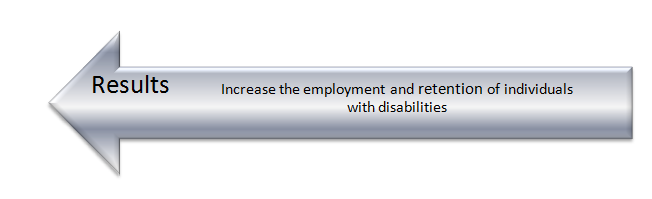 Results
Increase the employment and retention of individuals
with disabilities